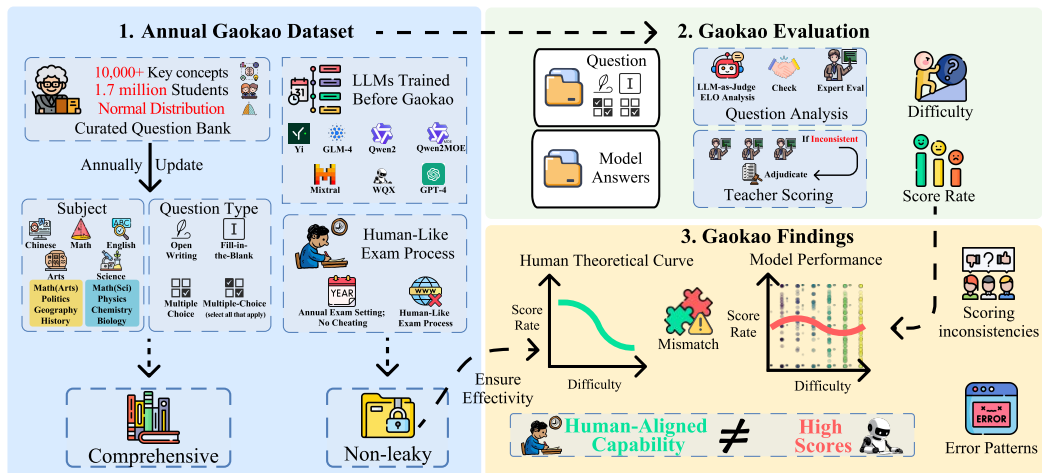 1. Annual Gaokao Dataset
10,000+ Key concepts
1.7 million Students
Normal Distribution
Curated Question Bank
Annually Update
Subject
Chinese
Math
English
Arts
Science
Math(Arts)
Politics
Geography
History
Math(Sci)
Physics
Chemistry
Biology
Question Type
Open
Writing
Fill-in-
the-Blank
Multiple
Choice
Multiple-Choice
(select all that apply)
31
LLMs Trained
Before Gaokao
Yi
GLM-4
Qwen2
Qwen2MOE
Mixtral
WQX
GPT-4
Human-Like
Exam Process
YEAR
Annual Exam Setting;
No Cheating
WWW
Human-Like
Exam Process
Comprehensive
Non-leaky
Ensure
Effectivity
2. Gaokao Evaluation
Question
Model
Answers
LLM-as-Judge
ELO Analysis
Check
Expert Eval
Question Analysis
If Inconsistent
Adjudicate
Teacher Scoring
Difficulty
Score Rate
3. Gaokao Findings
Human Theoretical Curve
Score
Rate
Difficulty
Mismatch
Model Performance
Score
Rate
Difficulty
Scoring
inconsistencies
ERROR
Error Patterns
Human-Aligned
Capability
≠
High
Scores